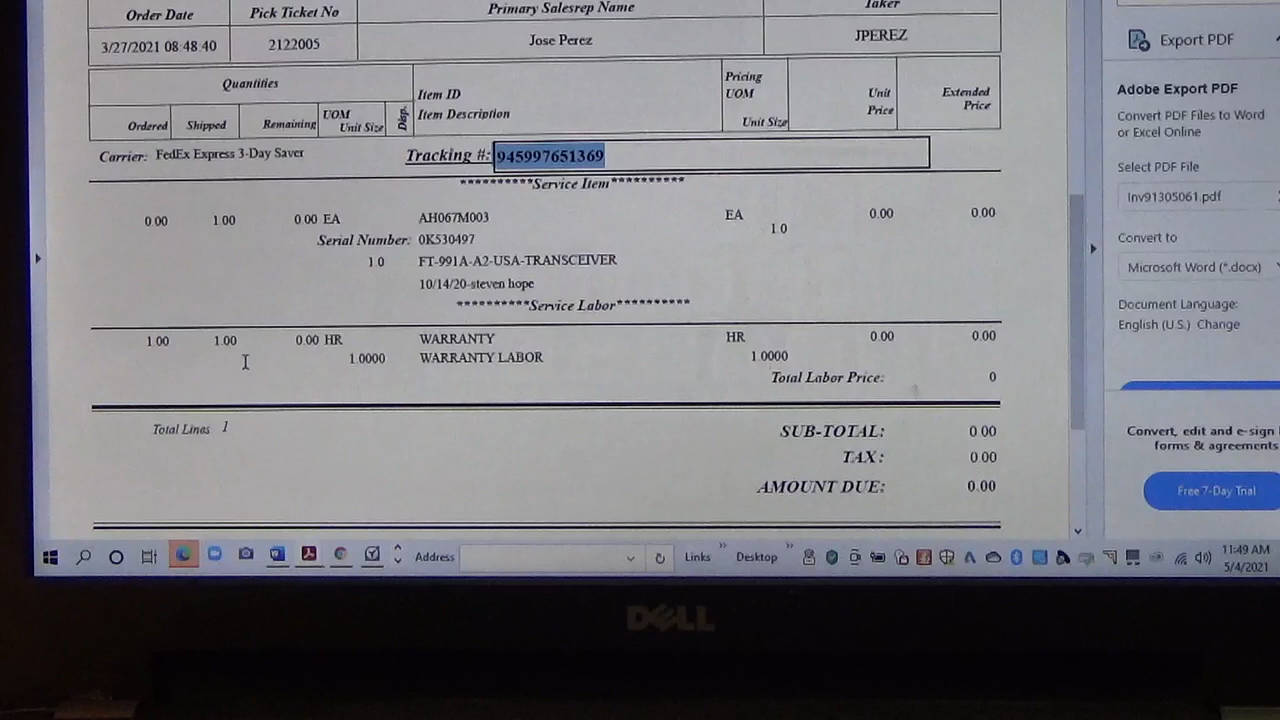 Order Date Pick Ticket No Primary Salesrep Name Taker
3/27/2021 08:48:40 2122005 Jose Perez JPEREZ
Quantities
Ordered Shipped Remaining UOM Unit Size Disp.
Item ID
Item Description
Pricing UOM
Unit Size
Unit Price
Extended Price
Carrier: FedEx Express 3-Day Saver Tracking #: 945997651369
**********Service Item**********
0.00 1.00 0.00 EA AH067M003 EA 0.00 0.00
1.0
Serial Number: 0K530497
1.0 FT-991A-A2-USA-TRANSCEIVER
10/14/20-steven hope
**********Service Labor**********
1.00 1.00 0.00 HR WARRANTY HR 0.00 0.00
1.0000 WARRANTY LABOR 1.0000
Total Labor Price: 0
Total Lines 1
SUB-TOTAL: 0.00
TAX: 0.00
AMOUNT DUE: 0.00
Export PDF
Adobe Export PDF
Convert PDF Files to Word
or Excel Online
Select PDF File
Inv91305061.pdf
Convert to
Microsoft Word (*.docx)
Document Language:
English (U.S.) Change
Convert, edit and e-sign
forms & agreements
Free 7-Day Trial
Address Links Desktop
11:49 AM
5/4/2021
DELL